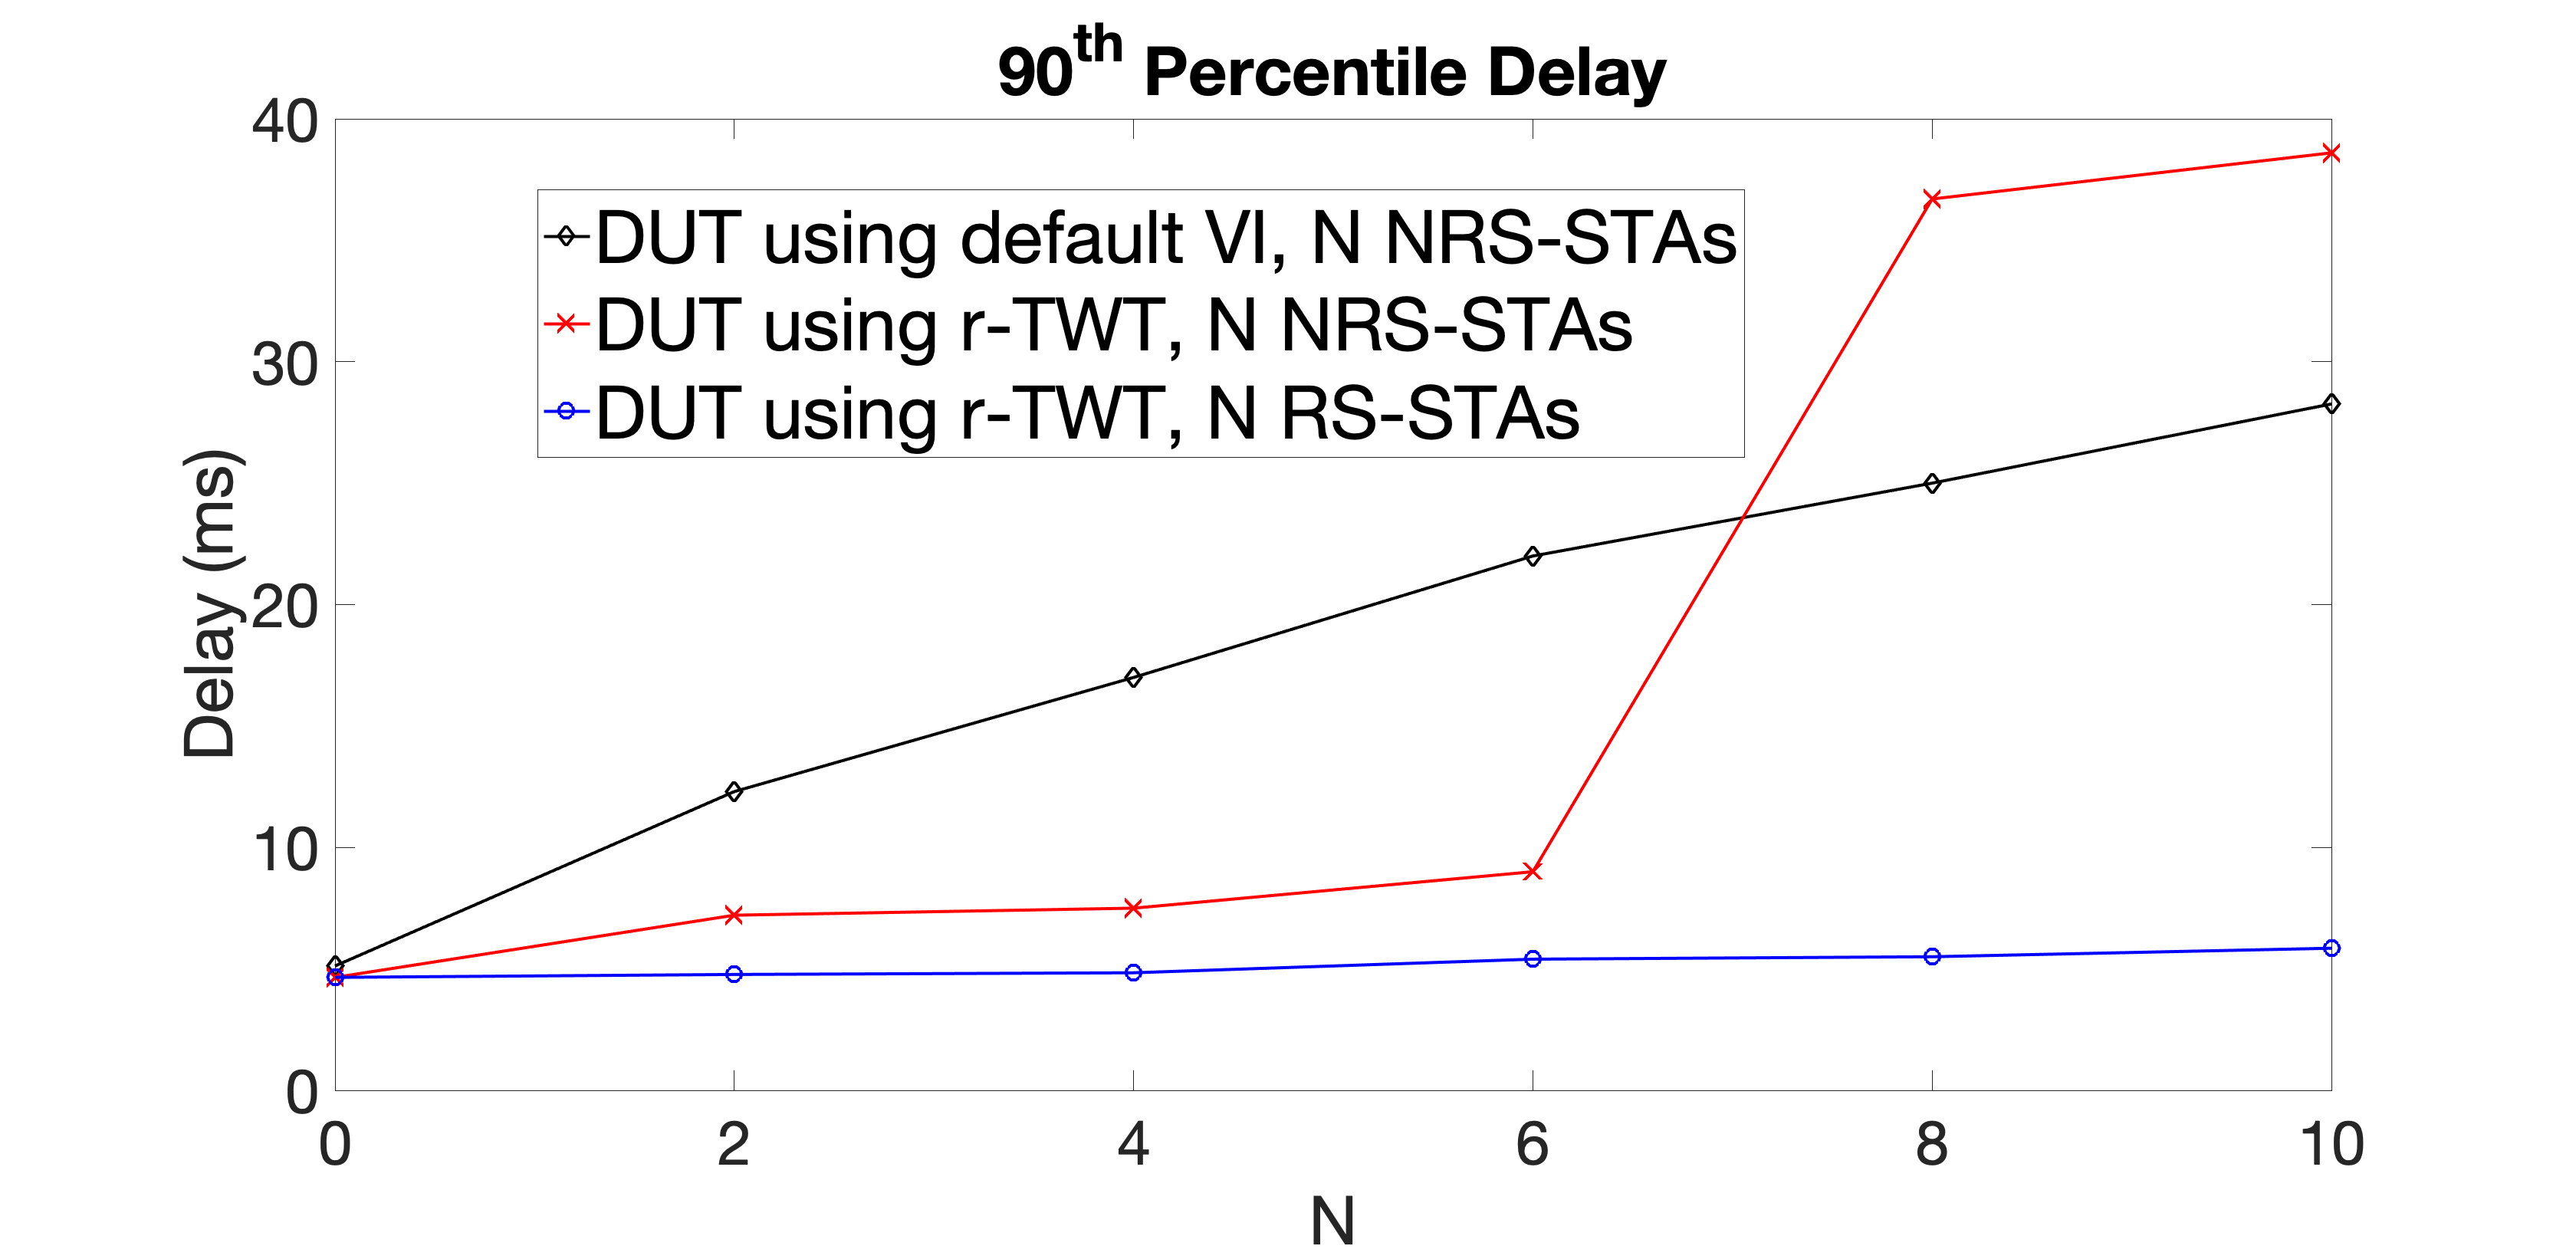 90th Percentile Delay
40
30
20
10
0
Delay (ms)
DUT using default VI, N NRS-STAs
DUT using r-TWT, N NRS-STAs
DUT using r-TWT, N RS-STAs
0 2 4 6 8 10
N